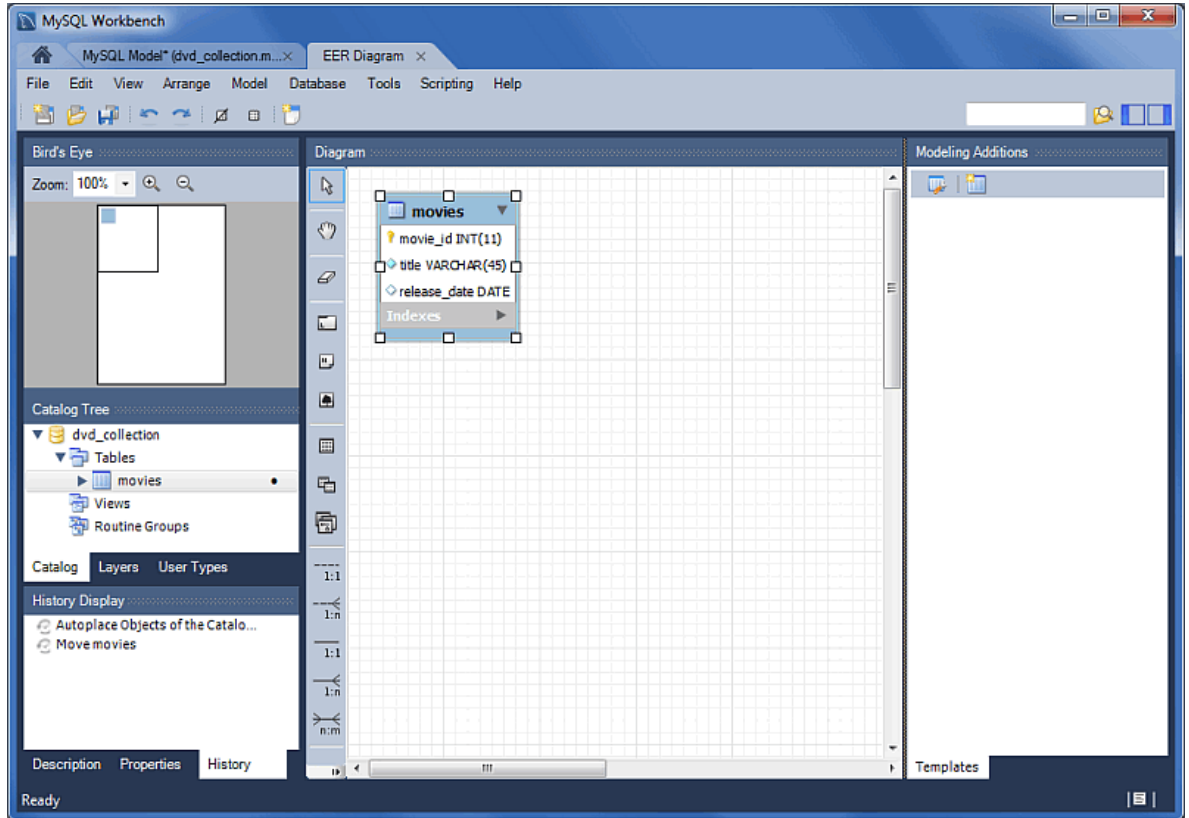 MySQL Workbench
MySQL Model* (dvd_collection.m...
EER Diagram
File Edit View Arrange Model Database Tools Scripting Help
Bird's Eye
Zoom: 100%
Diagram
Modeling Additions
movies
movie_id INT(11)
title VARCHAR(45)
release_date DATE
Indexes
Catalog Tree
dvd_collection
Tables
movies
Views
Routine Groups
Catalog Layers User Types
History Display
Autoplace Objects of the Catalo...
Move movies
Description Properties History
1:1
1:n
1:1
1:n
n:m
Templates
Ready